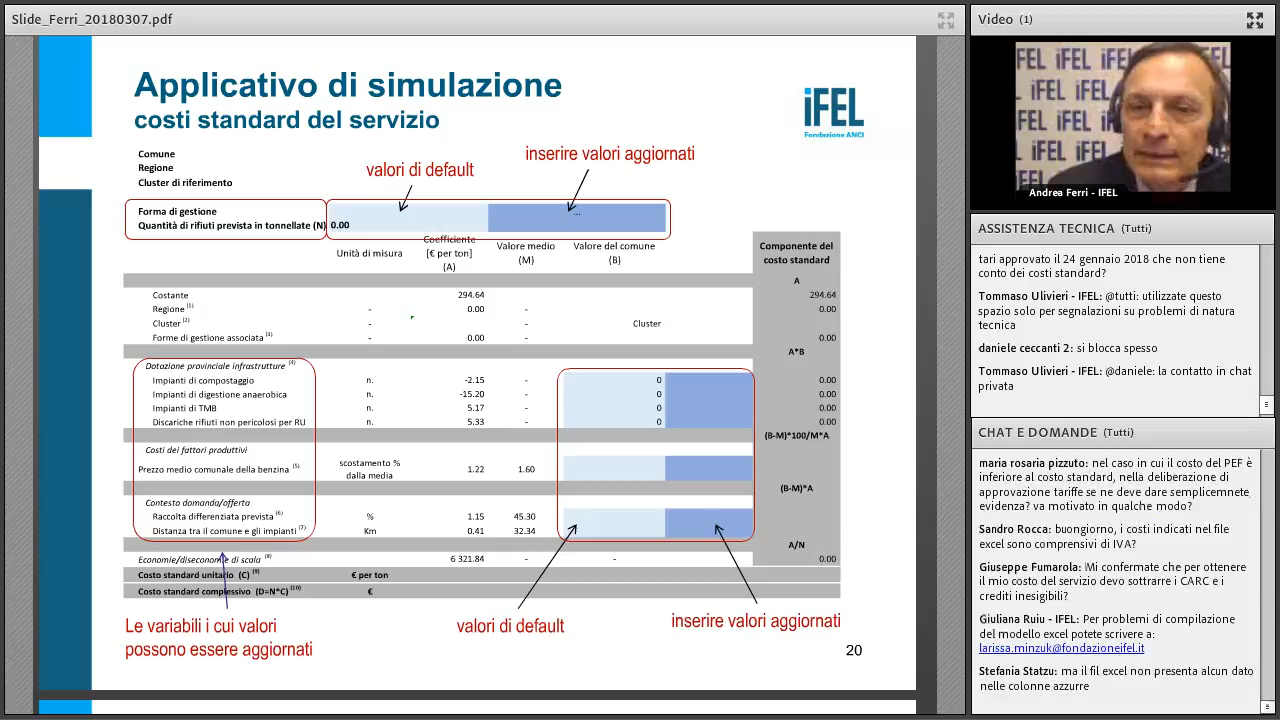 Slide_Ferri_20180307.pdf
Applicativo di simulazione
costi standard del servizio
iFEL
Fondazione ANCI
Comune
Regione
Cluster di riferimento
valori di default
inserire valori aggiornati
Forma di gestione
...
Quantità di rifiuti prevista in tonnellate (N) 0.00
Unità di misura
Coefficiente
[€ per ton]
(A)
Valore medio
(M)
Valore del comune
(B)
Componente del
costo standard
A
Costante 294.64 294.64
Regione (1) - 0.00 - 0.00
Cluster (2) - - Cluster
Forme di gestione associata (3) - 0.00 - 0.00
A*B
Dotazione provinciale infrastrutture (4)
Impianti di compostaggio n. -2.15 - 0 0.00
Impianti di digestione anaerobica n. -15.20 - 0 0.00
Impianti di TMB n. 5.17 - 0 0.00
Discariche rifiuti non pericolosi per RU n. 5.33 - 0 0.00
(B-M)*100/M*A
Costi dei fattori produttivi
Prezzo medio comunale della benzina (5) scostamento %
dalla media 1.22 1.60
(B-M)*A
Contesto domanda/offerta
Raccolta differenziata prevista (6) % 1.15 45.30
Distanza tra il comune e gli impianti (7) Km 0.41 32.34
A/N
Economie/diseconomie di scala (8) 6 321.84 - - 0.00
Costo standard unitario (C) (9) € per ton
Costo standard complessivo (D=N*C) (10) €
Le variabili i cui valori
possono essere aggiornati
valori di default
inserire valori aggiornati
20
Video (1)
Andrea Ferri - IFEL
ASSISTENZA TECNICA (Tutti)
tari approvato il 24 gennaio 2018 che non tiene
conto dei costi standard?
Tommaso Ulivieri - IFEL: @tutti: utilizzate questo
spazio solo per segnalazioni su problemi di natura
tecnica
daniele ceccanti 2: si blocca spesso
Tommaso Ulivieri - IFEL: @daniele: la contatto in chat
privata
CHAT E DOMANDE (Tutti)
maria rosaria pizzuto: nel caso in cui il costo del PEF è
inferiore al costo standard, nella deliberazione di
approvazione tariffe se ne deve dare semplicemnete
evidenza? va motivato in qualche modo?
Sandro Rocca: buongiorno, i costi indicati nel file
excel sono comprensivi di IVA?
Giuseppe Fumarola: \Mi confermate che per ottenere
il mio costo del servizio devo sottrarre i CARC e i
crediti inesigibili?
Giuliana Ruiu - IFEL: Per problemi di compilazione
del modello excel potete scrivere a:
larissa.minzuk@fondazioneifel.it
Stefania Statzu: ma il fil excel non presenta alcun dato
nelle colonne azzurre